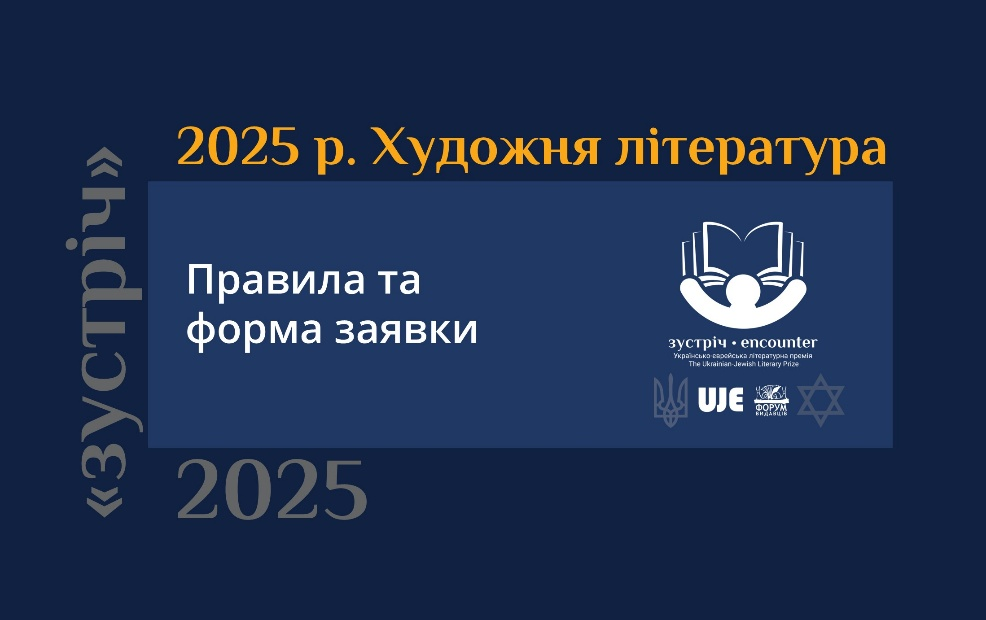 2025 р. Художня література
«зустріч»
Правила та
форма заявки
зустріч • encounter
Українсько-єврейська літературна премія
The Ukrainian-Jewish Literary Prize
UJE
ФОРУМ
ВИДАВЦІВ
2025